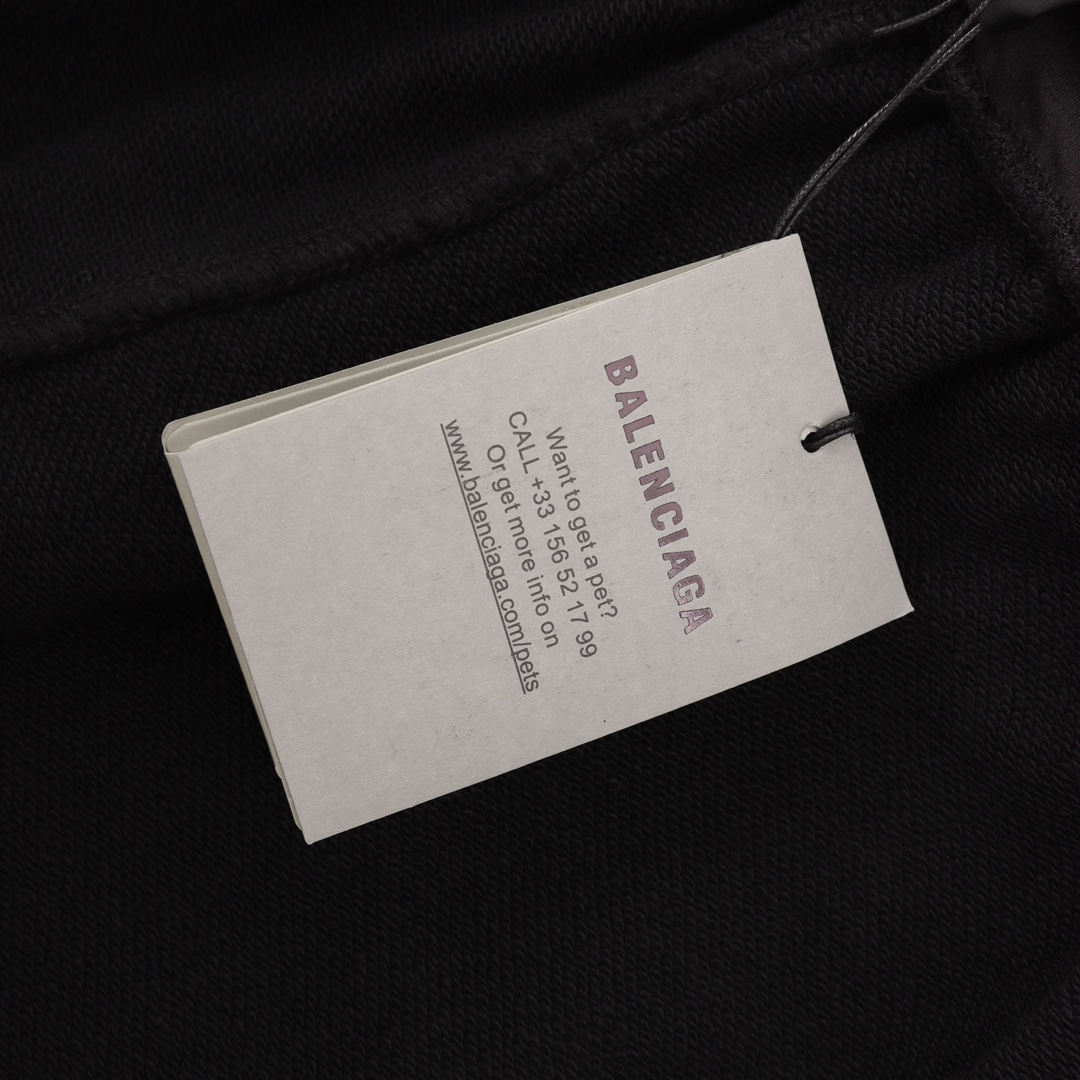 BALENCIAGA
Want to get a pet?
CALL +33 156 52 17 99
Or get more info on
www.balenciaga.com/pets